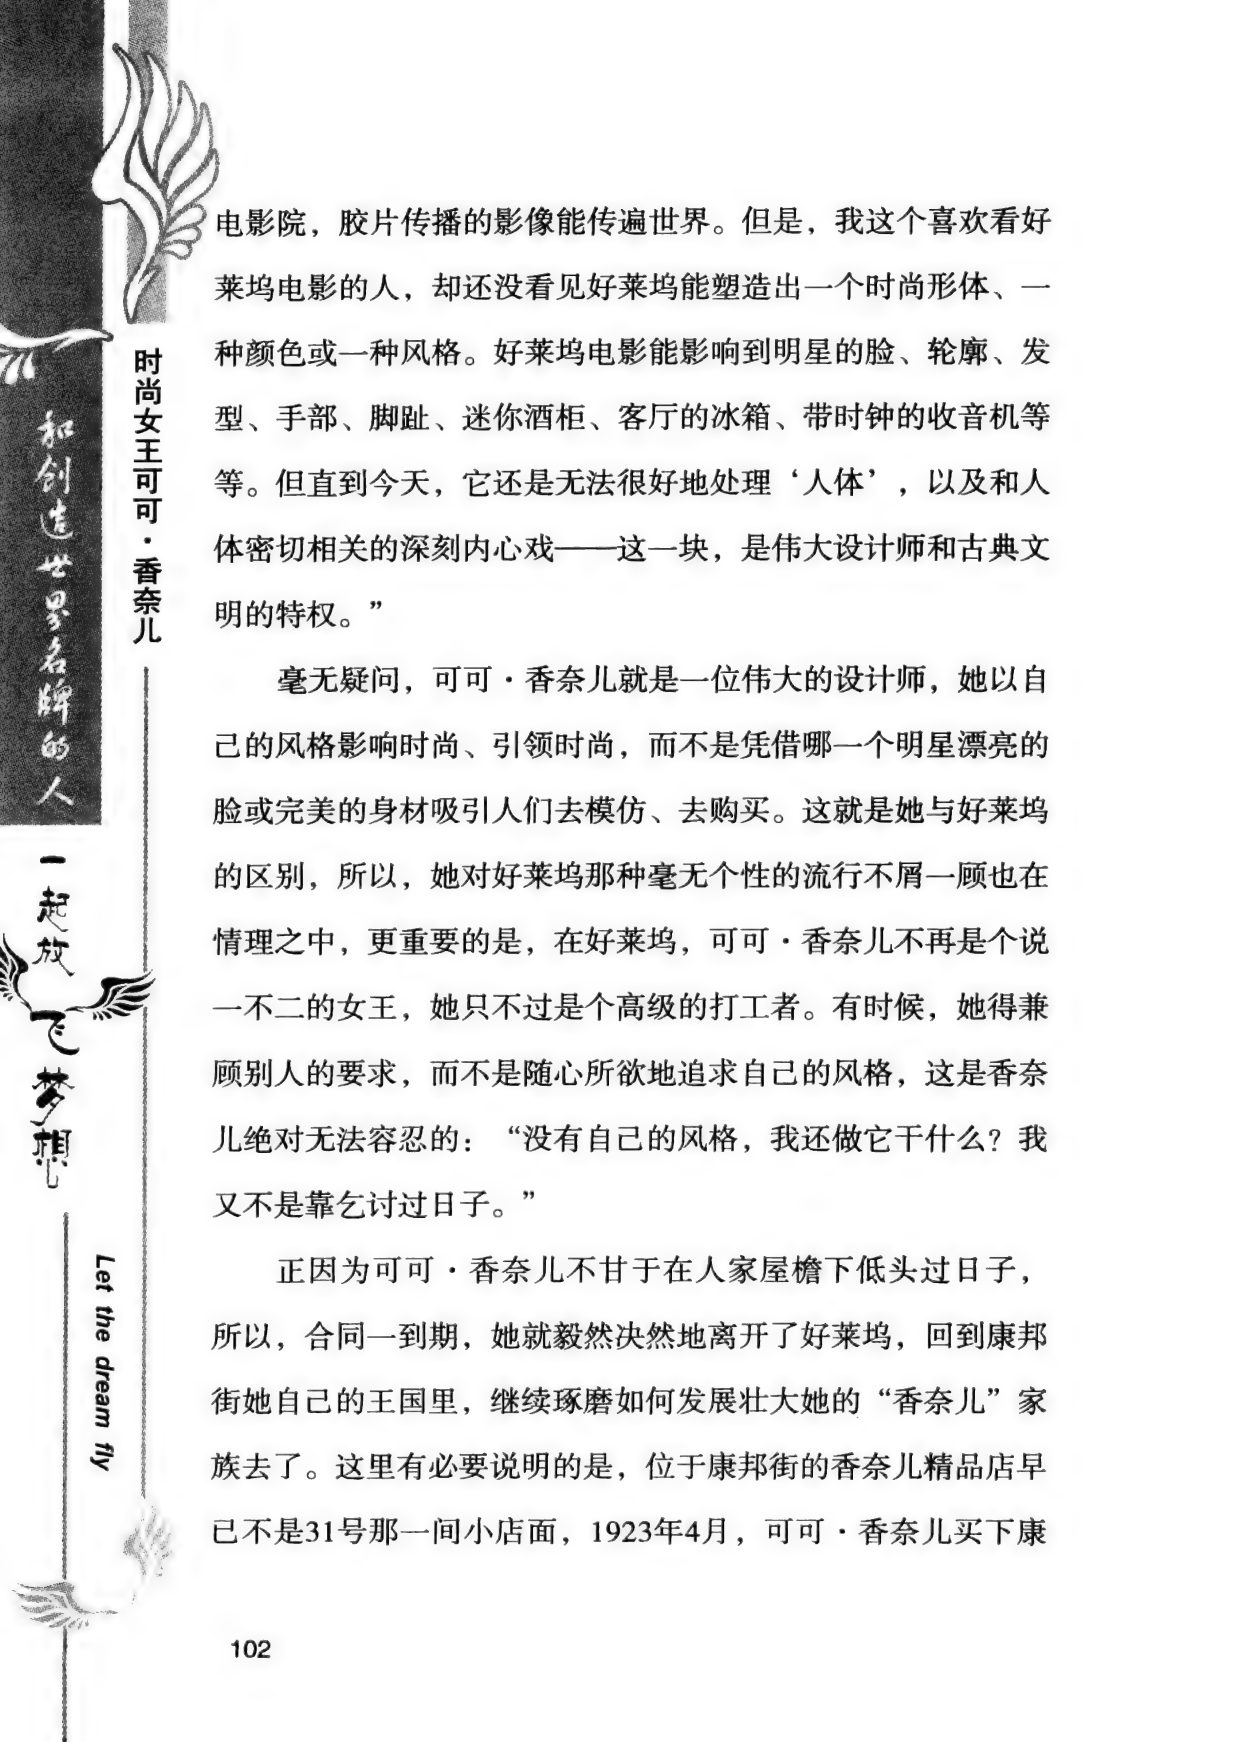 时尚女王可可·香奈儿
和创造世界名牌的人
一起放飞梦想
Let the dream fly
电影院，胶片传播的影像能传遍世界。但是，我这个喜欢看好
莱坞电影的人，却还没看见好莱坞能塑造出一个时尚形体、一
种颜色或一种风格。好莱坞电影能影响到明星的脸、轮廓、发
型、手部、脚趾、迷你酒柜、客厅的冰箱、带时钟的收音机等
等。但直到今天，它还是无法很好地处理‘人体’，以及和人
体密切相关的深刻内心戏——这一块，是伟大设计师和古典文
明的特权。”
毫无疑问，可可·香奈儿就是一位伟大的设计师，她以自
己的风格影响时尚、引领时尚，而不是凭借哪一个明星漂亮的
脸或完美的身材吸引人们去模仿、去购买。这就是她与好莱坞
的区别，所以，她对好莱坞那种毫无个性的流行不屑一顾也在
情理之中，更重要的是，在好莱坞，可可·香奈儿不再是个说
一不二的女王，她只不过是个高级的打工者。有时候，她得兼
顾别人的要求，而不是随心所欲地追求自己的风格，这是香奈
儿绝对无法容忍的：“没有自己的风格，我还做它干什么？我
又不是靠乞讨过日子。”
正因为可可·香奈儿不甘于在人家屋檐下低头过日子，
所以，合同一到期，她就毅然决然地离开了好莱坞，回到康邦
街她自己的王国里，继续琢磨如何发展壮大她的“香奈儿”家
族去了。这里有必要说明的是，位于康邦街的香奈儿精品店早
已不是31号那一间小店面，1923年4月，可可·香奈儿买下康
102